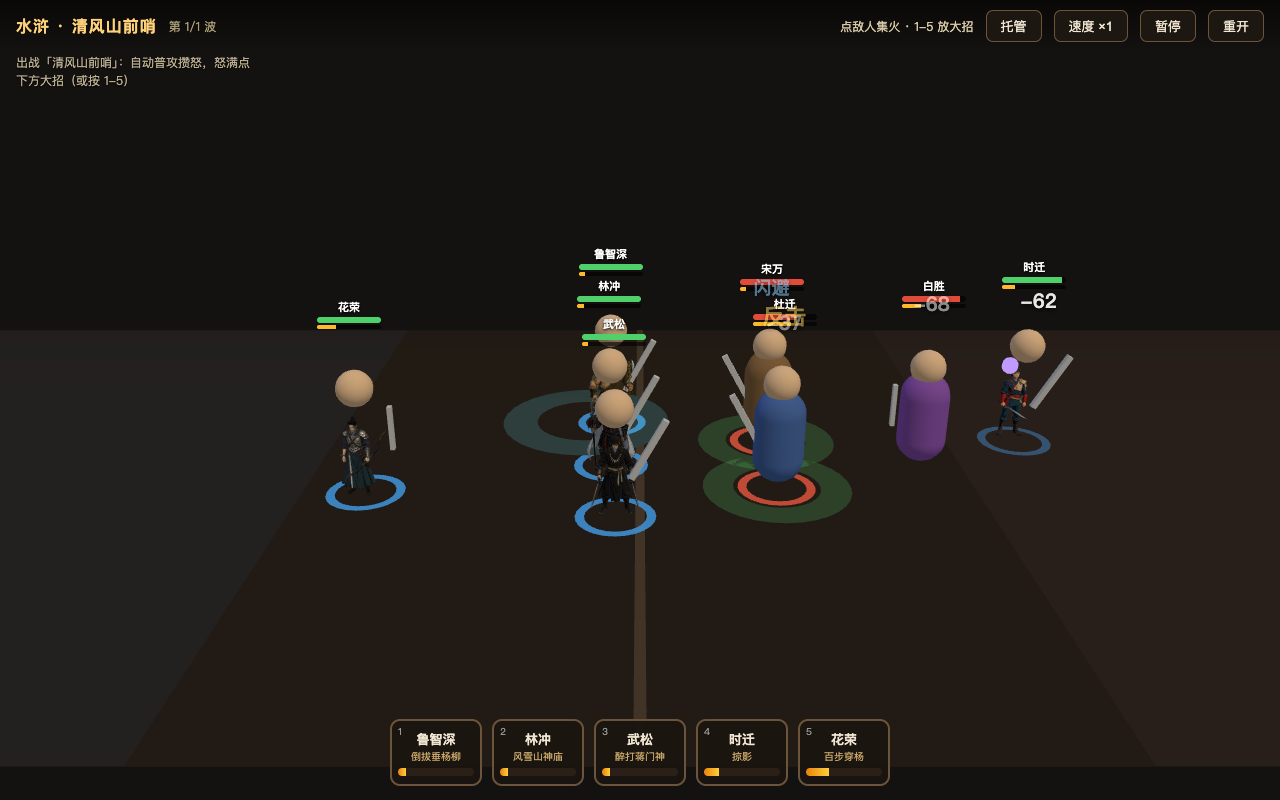 水浒 · 清风山前哨 第 1/1 波
点敌人集火 · 1–5 放大招 托管 速度 ×1 暂停 重开
出战「清风山前哨」：自动普攻攒怒，怒满点
下方大招（或按 1–5）
鲁智深
宋万
时迁
林冲
白胜
闪避
花荣
-68
-62
杜迁
反击
武松
1 鲁智深
倒拔垂杨柳
2 林冲
风雪山神庙
3 武松
醉打蒋门神
4 时迁
掠影
5 花荣
百步穿杨